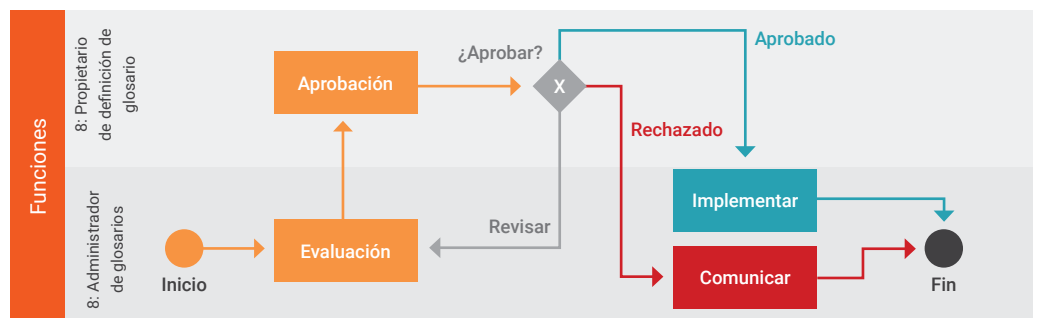 Funciones
8: Propietario
de definición de
glosario
¿Aprobar?
Aprobación
X
Aprobado
Rechazado
8: Administrador
de glosarios
Inicio
Evaluación
Revisar
Implementar
Comunicar
Fin